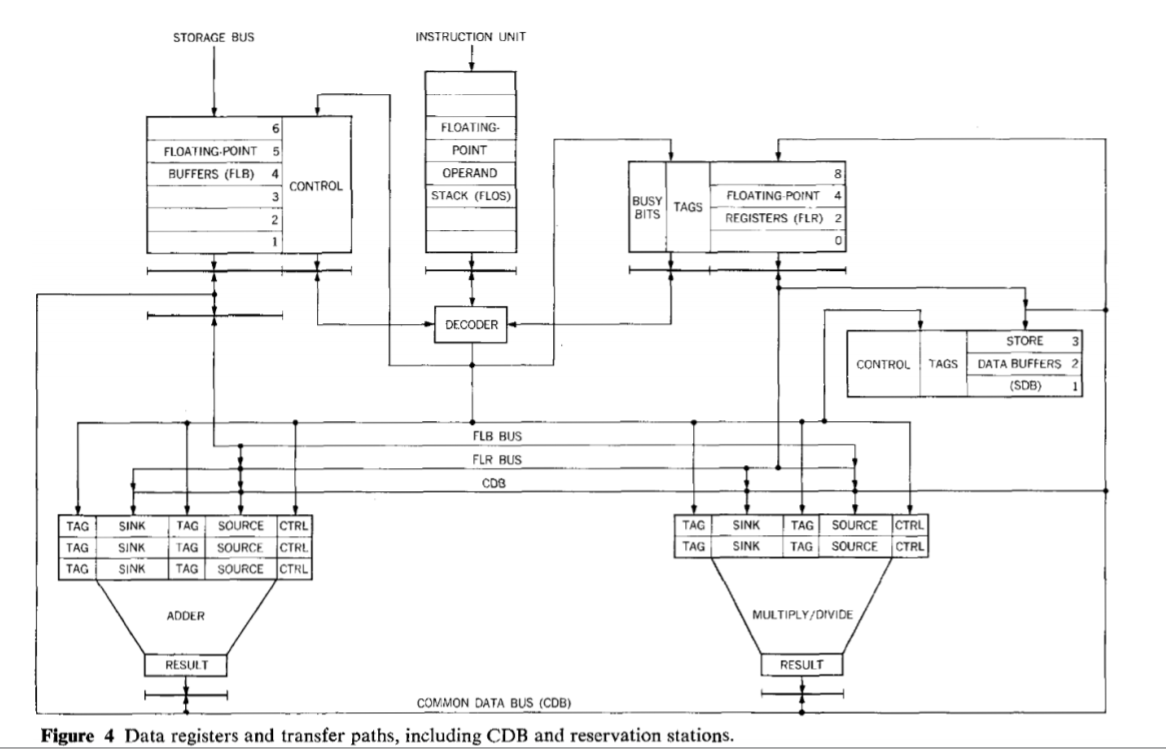 STORAGE BUS
INSTRUCTION UNIT
6
FLOATING-POINT 5
BUFFERS (FLB) 4
3
2
1
CONTROL
FLOATING-
POINT
OPERAND
STACK (FLOS)
BUSY
BITS
TAGS
8
FLOATING-POINT 4
REGISTERS (FLR) 2
0
DECODER
CONTROL
TAGS
STORE 3
DATA BUFFERS 2
(SDB) 1
FLB BUS
FLR BUS
CDB
TAG SINK TAG SOURCE CTRL
TAG SINK TAG SOURCE CTRL
TAG SINK TAG SOURCE CTRL
ADDER
RESULT
TAG SINK TAG SOURCE CTRL
TAG SINK TAG SOURCE CTRL
MULTIPLY/DIVIDE
RESULT
COMMON DATA BUS (CDB)
Figure 4 Data registers and transfer paths, including CDB and reservation stations.